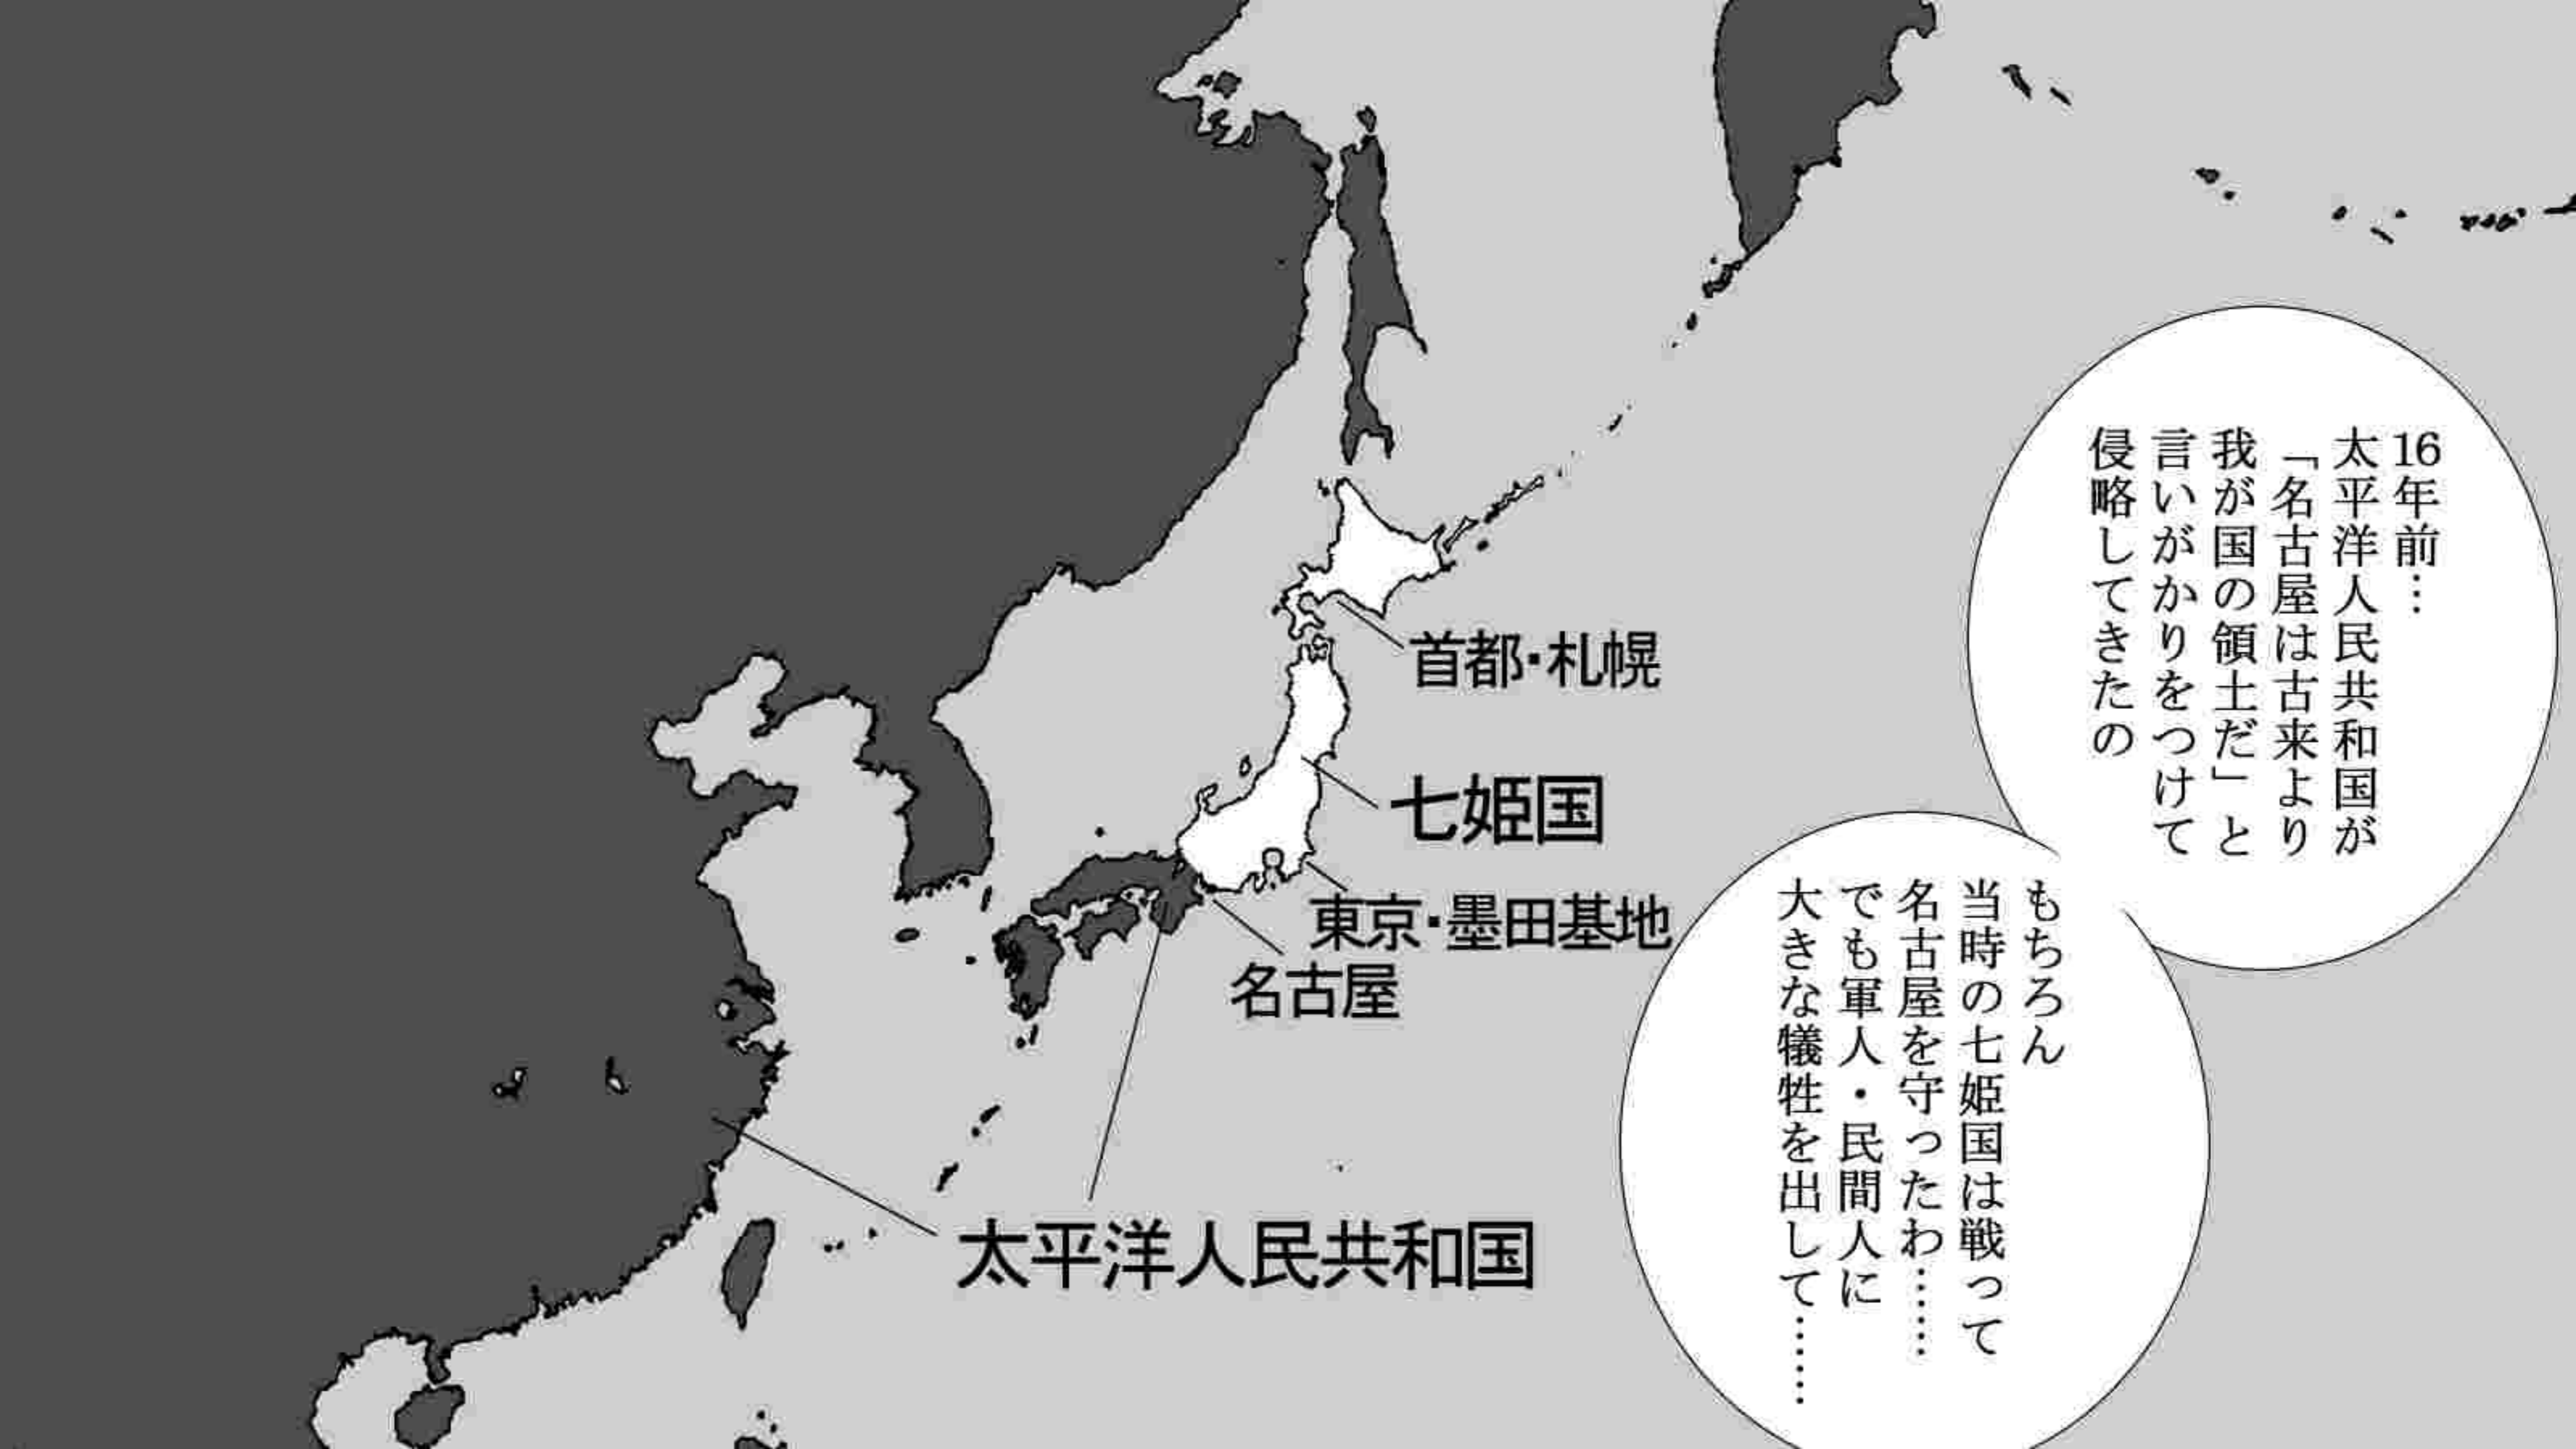 16年前…
太平洋人民共和国が
「名古屋は古来より
我が国の領土だ」と
言いがかりをつけて
侵略してきたの
もちろん
当時の七姫国は戦って
名古屋を守ったわ……
でも軍人・民間人に
大きな犠牲を出して……
首都・札幌
七姫国
東京・墨田基地
名古屋
太平洋人民共和国